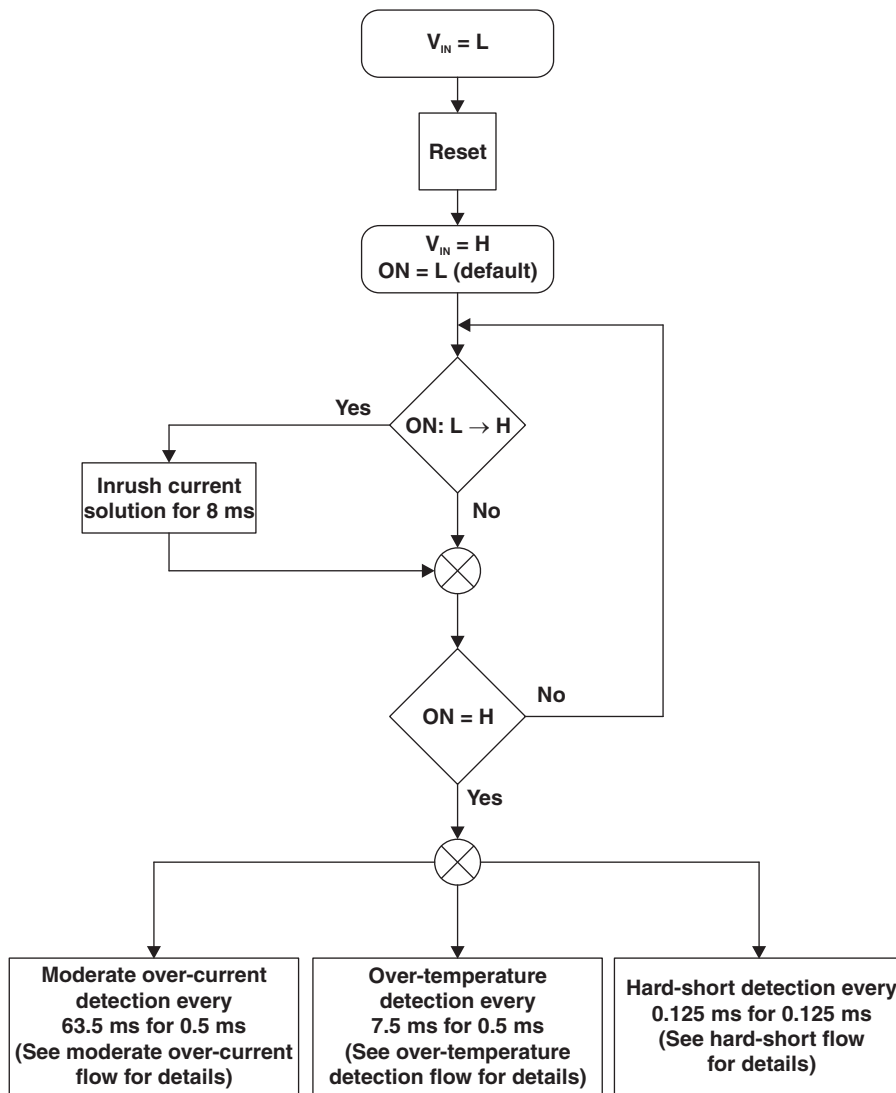 V_IN = L
Reset
V_IN = H
ON = L (default)
Yes
ON: L → H
Inrush current
solution for 8 ms
No
ON = H
No
Yes
Moderate over-current
detection every
63.5 ms for 0.5 ms
(See moderate over-current
flow for details)
Over-temperature
detection every
7.5 ms for 0.5 ms
(See over-temperature
detection flow for details)
Hard-short detection every
0.125 ms for 0.125 ms
(See hard-short flow
for details)